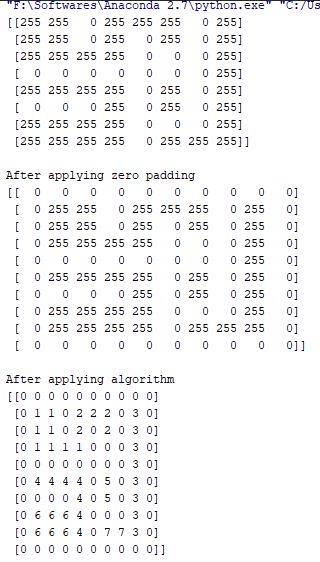 "F:\Softwares\Anaconda 2.7\python.exe" "C:/Us
[[255 255   0 255 255 255   0 255]
 [255 255   0 255   0 255   0 255]
 [255 255 255 255   0   0   0 255]
 [  0   0   0   0   0   0   0 255]
 [255 255 255 255   0 255   0 255]
 [  0   0   0 255   0 255   0 255]
 [255 255 255 255   0   0   0 255]
 [255 255 255 255   0 255 255 255]]
After applying zero padding
[[  0   0   0   0   0   0   0   0   0   0]
 [  0 255 255   0 255 255 255   0 255   0]
 [  0 255 255   0 255   0 255   0 255   0]
 [  0 255 255 255 255   0   0   0 255   0]
 [  0   0   0   0   0   0   0   0 255   0]
 [  0 255 255 255 255   0 255   0 255   0]
 [  0   0   0   0 255   0 255   0 255   0]
 [  0 255 255 255 255   0   0   0 255   0]
 [  0 255 255 255 255   0 255 255 255   0]
 [  0   0   0   0   0   0   0   0   0   0]]
After applying algorithm
[[0 0 0 0 0 0 0 0 0 0]
 [0 1 1 0 2 2 2 0 3 0]
 [0 1 1 0 2 0 2 0 3 0]
 [0 1 1 1 1 0 0 0 3 0]
 [0 0 0 0 0 0 0 0 3 0]
 [0 4 4 4 4 0 5 0 3 0]
 [0 0 0 0 4 0 5 0 3 0]
 [0 6 6 6 4 0 0 0 3 0]
 [0 6 6 6 4 0 7 7 3 0]
 [0 0 0 0 0 0 0 0 0 0]]